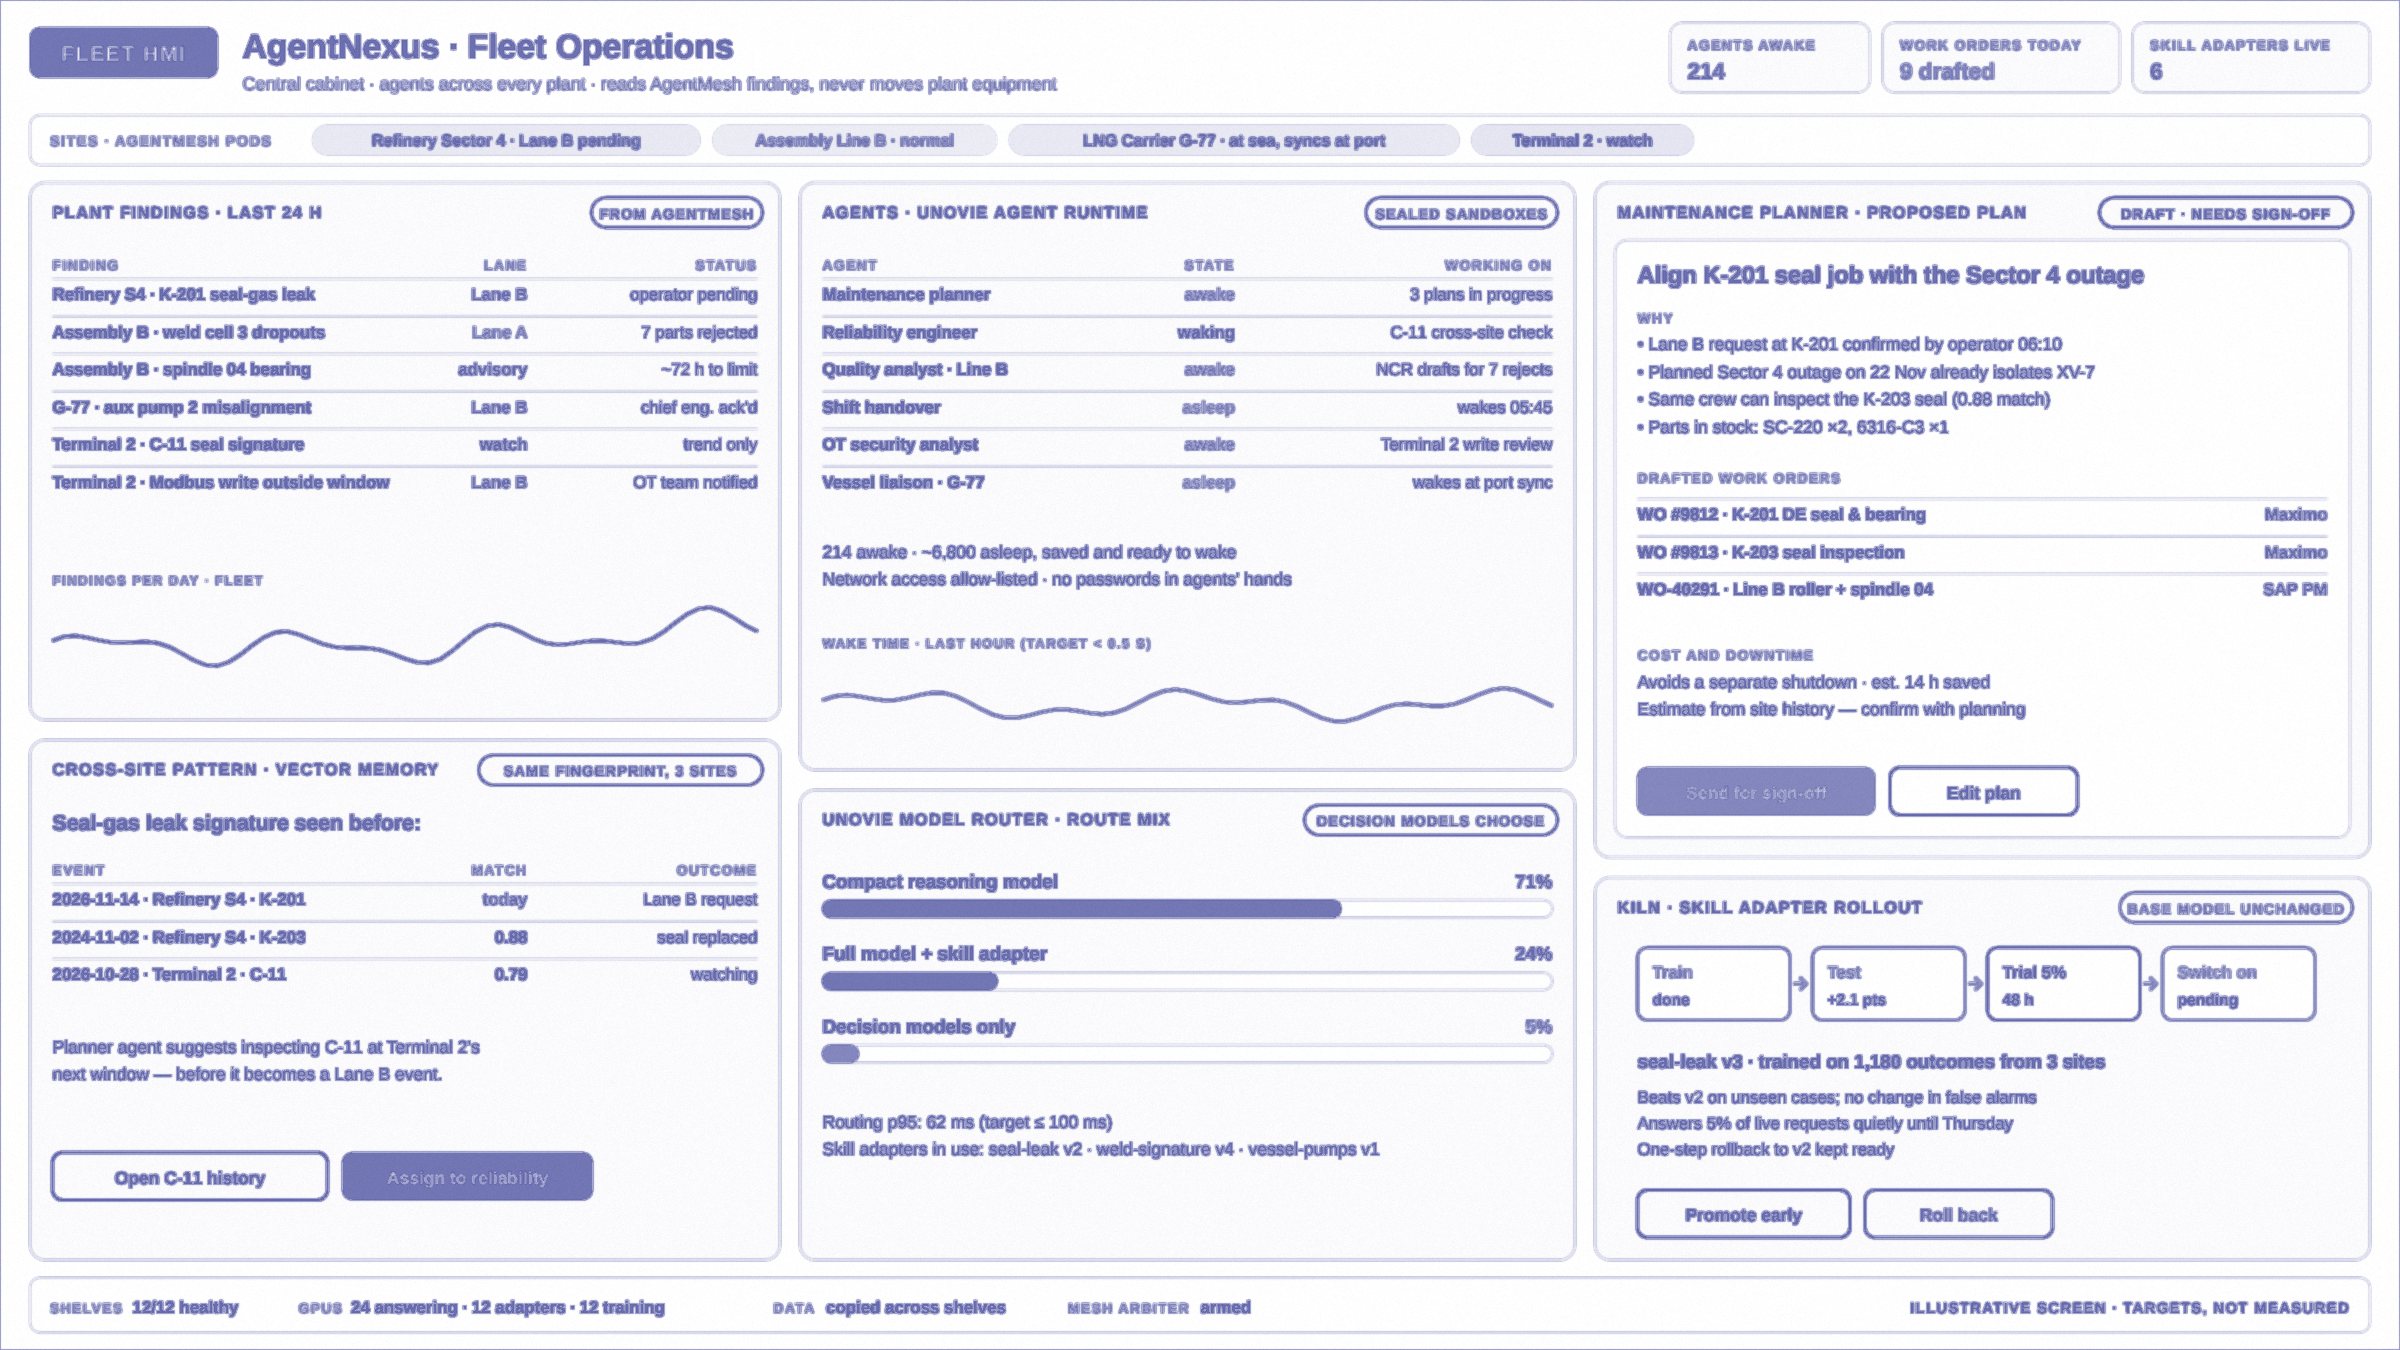 FLEET HMI
AgentNexus · Fleet Operations
Central cabinet · agents across every plant · reads AgentMesh findings, never moves plant equipment
AGENTS AWAKE
214
WORK ORDERS TODAY
9 drafted
SKILL ADAPTERS LIVE
6
SITES · AGENTMESH PODS
Refinery Sector 4 · Lane B pending
Assembly Line B · normal
LNG Carrier G-77 · at sea, syncs at port
Terminal 2 · watch
PLANT FINDINGS · LAST 24 H
FROM AGENTMESH
FINDING LANE STATUS
Refinery S4 · K-201 seal-gas leak Lane B operator pending
Assembly B · weld cell 3 dropouts Lane A 7 parts rejected
Assembly B · spindle 04 bearing advisory ~72 h to limit
G-77 · aux pump 2 misalignment Lane B chief eng. ack'd
Terminal 2 · C-11 seal signature watch trend only
Terminal 2 · Modbus write outside window Lane B OT team notified
FINDINGS PER DAY · FLEET
CROSS-SITE PATTERN · VECTOR MEMORY
SAME FINGERPRINT, 3 SITES
Seal-gas leak signature seen before:
EVENT MATCH OUTCOME
2026-11-14 · Refinery S4 · K-201 today Lane B request
2024-11-02 · Refinery S4 · K-203 0.88 seal replaced
2026-10-28 · Terminal 2 · C-11 0.79 watching
Planner agent suggests inspecting C-11 at Terminal 2's
next window — before it becomes a Lane B event.
Open C-11 history
Assign to reliability
AGENTS · UNOVIE AGENT RUNTIME
SEALED SANDBOXES
AGENT STATE WORKING ON
Maintenance planner awake 3 plans in progress
Reliability engineer waking C-11 cross-site check
Quality analyst · Line B awake NCR drafts for 7 rejects
Shift handover asleep wakes 05:45
OT security analyst awake Terminal 2 write review
Vessel liaison · G-77 asleep wakes at port sync
214 awake · ~6,800 asleep, saved and ready to wake
Network access allow-listed · no passwords in agents' hands
WAKE TIME · LAST HOUR (TARGET < 0.5 S)
UNOVIE MODEL ROUTER · ROUTE MIX
DECISION MODELS CHOOSE
Compact reasoning model 71%
Full model + skill adapter 24%
Decision models only 5%
Routing p95: 62 ms (target ≤ 100 ms)
Skill adapters in use: seal-leak v2 · weld-signature v4 · vessel-pumps v1
MAINTENANCE PLANNER · PROPOSED PLAN
DRAFT · NEEDS SIGN-OFF
Align K-201 seal job with the Sector 4 outage
WHY
• Lane B request at K-201 confirmed by operator 06:10
• Planned Sector 4 outage on 22 Nov already isolates XV-7
• Same crew can inspect the K-203 seal (0.88 match)
• Parts in stock: SC-220 ×2, 6316-C3 ×1
DRAFTED WORK ORDERS
WO #9812 · K-201 DE seal & bearing Maximo
WO #9813 · K-203 seal inspection Maximo
WO-40291 · Line B roller + spindle 04 SAP PM
COST AND DOWNTIME
Avoids a separate shutdown · est. 14 h saved
Estimate from site history — confirm with planning
Send for sign-off
Edit plan
KILN · SKILL ADAPTER ROLLOUT
BASE MODEL UNCHANGED
Train
done
Test
+2.1 pts
Trial 5%
48 h
Switch on
pending
seal-leak v3 · trained on 1,180 outcomes from 3 sites
Beats v2 on unseen cases; no change in false alarms
Answers 5% of live requests quietly until Thursday
One-step rollback to v2 kept ready
Promote early
Roll back
SHELVES 12/12 healthy
GPUS 24 answering · 12 adapters · 12 training
DATA copied across shelves
MESH ARBITER armed
ILLUSTRATIVE SCREEN · TARGETS, NOT MEASURED